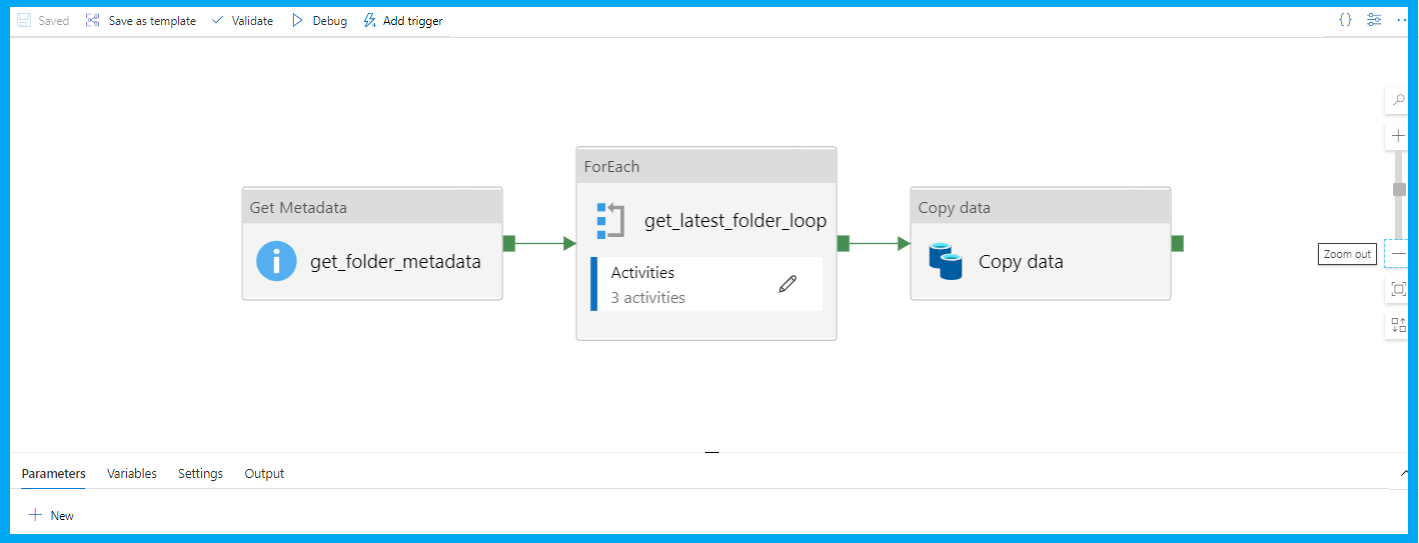 Saved Save as template Validate Debug Add trigger {}
Get Metadata
get_folder_metadata
ForEach
get_latest_folder_loop
Activities
3 activities
Copy data
Copy data
Zoom out
Parameters Variables Settings Output
New